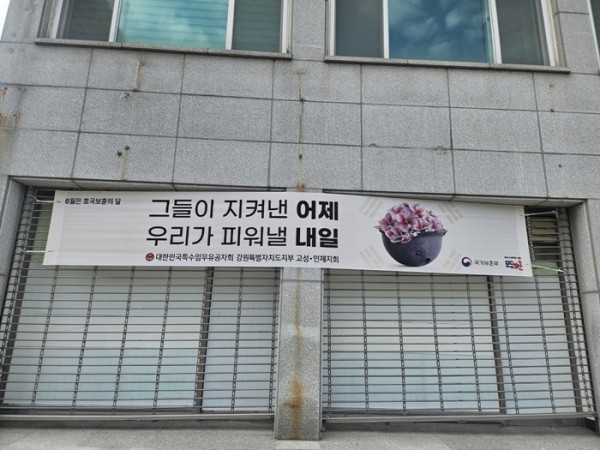 6월은 호국보훈의 달
그들이 지켜낸 어제
우리가 피워낼 내일
대한민국특수임무유공자회 강원특별자치도지부 고성·인제지회
국가보훈부